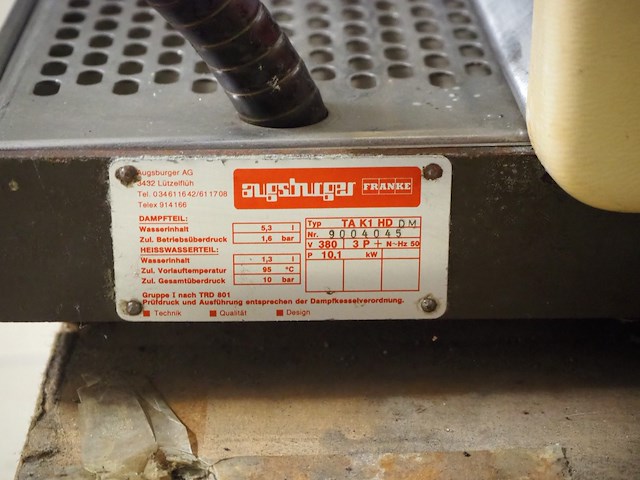 Augsburger AG
3432 Lützelflüh
Tel. 034611642/611708
Telex 914166
augsburger FRANKE
DAMPFTEIL:
Wasserinhalt 5,3 l
Zul. Betriebsüberdruck 1,6 bar
HEISSWASSERTEIL:
Wasserinhalt 1,3 l
Zul. Vorlauftemperatur 95 °C
Zul. Gesamtüberdruck 10 bar
Typ TA K1 HD DM
Nr. 9004045
V 380 3 P + N~Hz 50
P 10.1 kW
Gruppe I nach TRD 801
Prüfdruck und Ausführung entsprechen der Dampfkesselverordnung.
Technik Qualität Design